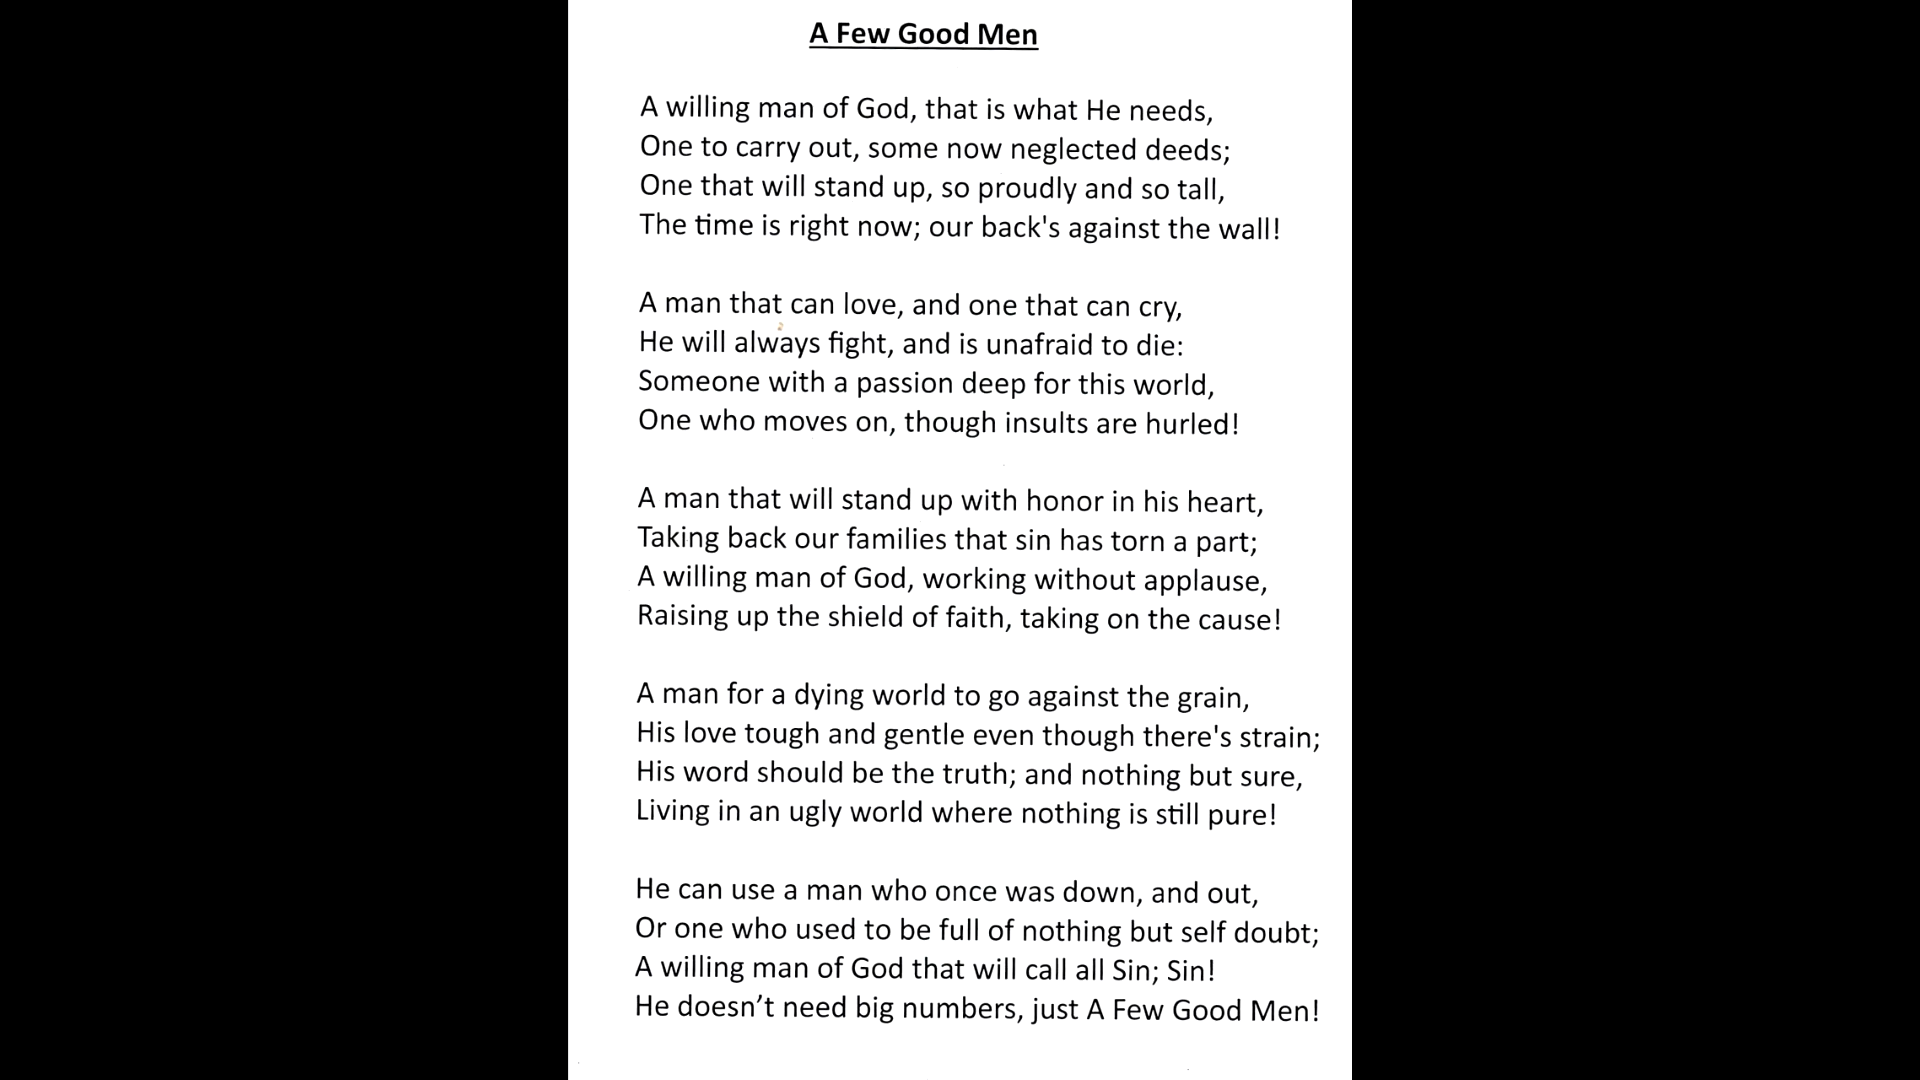 A Few Good Men
A willing man of God, that is what He needs,
One to carry out, some now neglected deeds;
One that will stand up, so proudly and so tall,
The time is right now; our back's against the wall!
A man that can love, and one that can cry,
He will always fight, and is unafraid to die:
Someone with a passion deep for this world,
One who moves on, though insults are hurled!
A man that will stand up with honor in his heart,
Taking back our families that sin has torn a part;
A willing man of God, working without applause,
Raising up the shield of faith, taking on the cause!
A man for a dying world to go against the grain,
His love tough and gentle even though there's strain;
His word should be the truth; and nothing but sure,
Living in an ugly world where nothing is still pure!
He can use a man who once was down, and out,
Or one who used to be full of nothing but self doubt;
A willing man of God that will call all Sin; Sin!
He doesn’t need big numbers, just A Few Good Men!